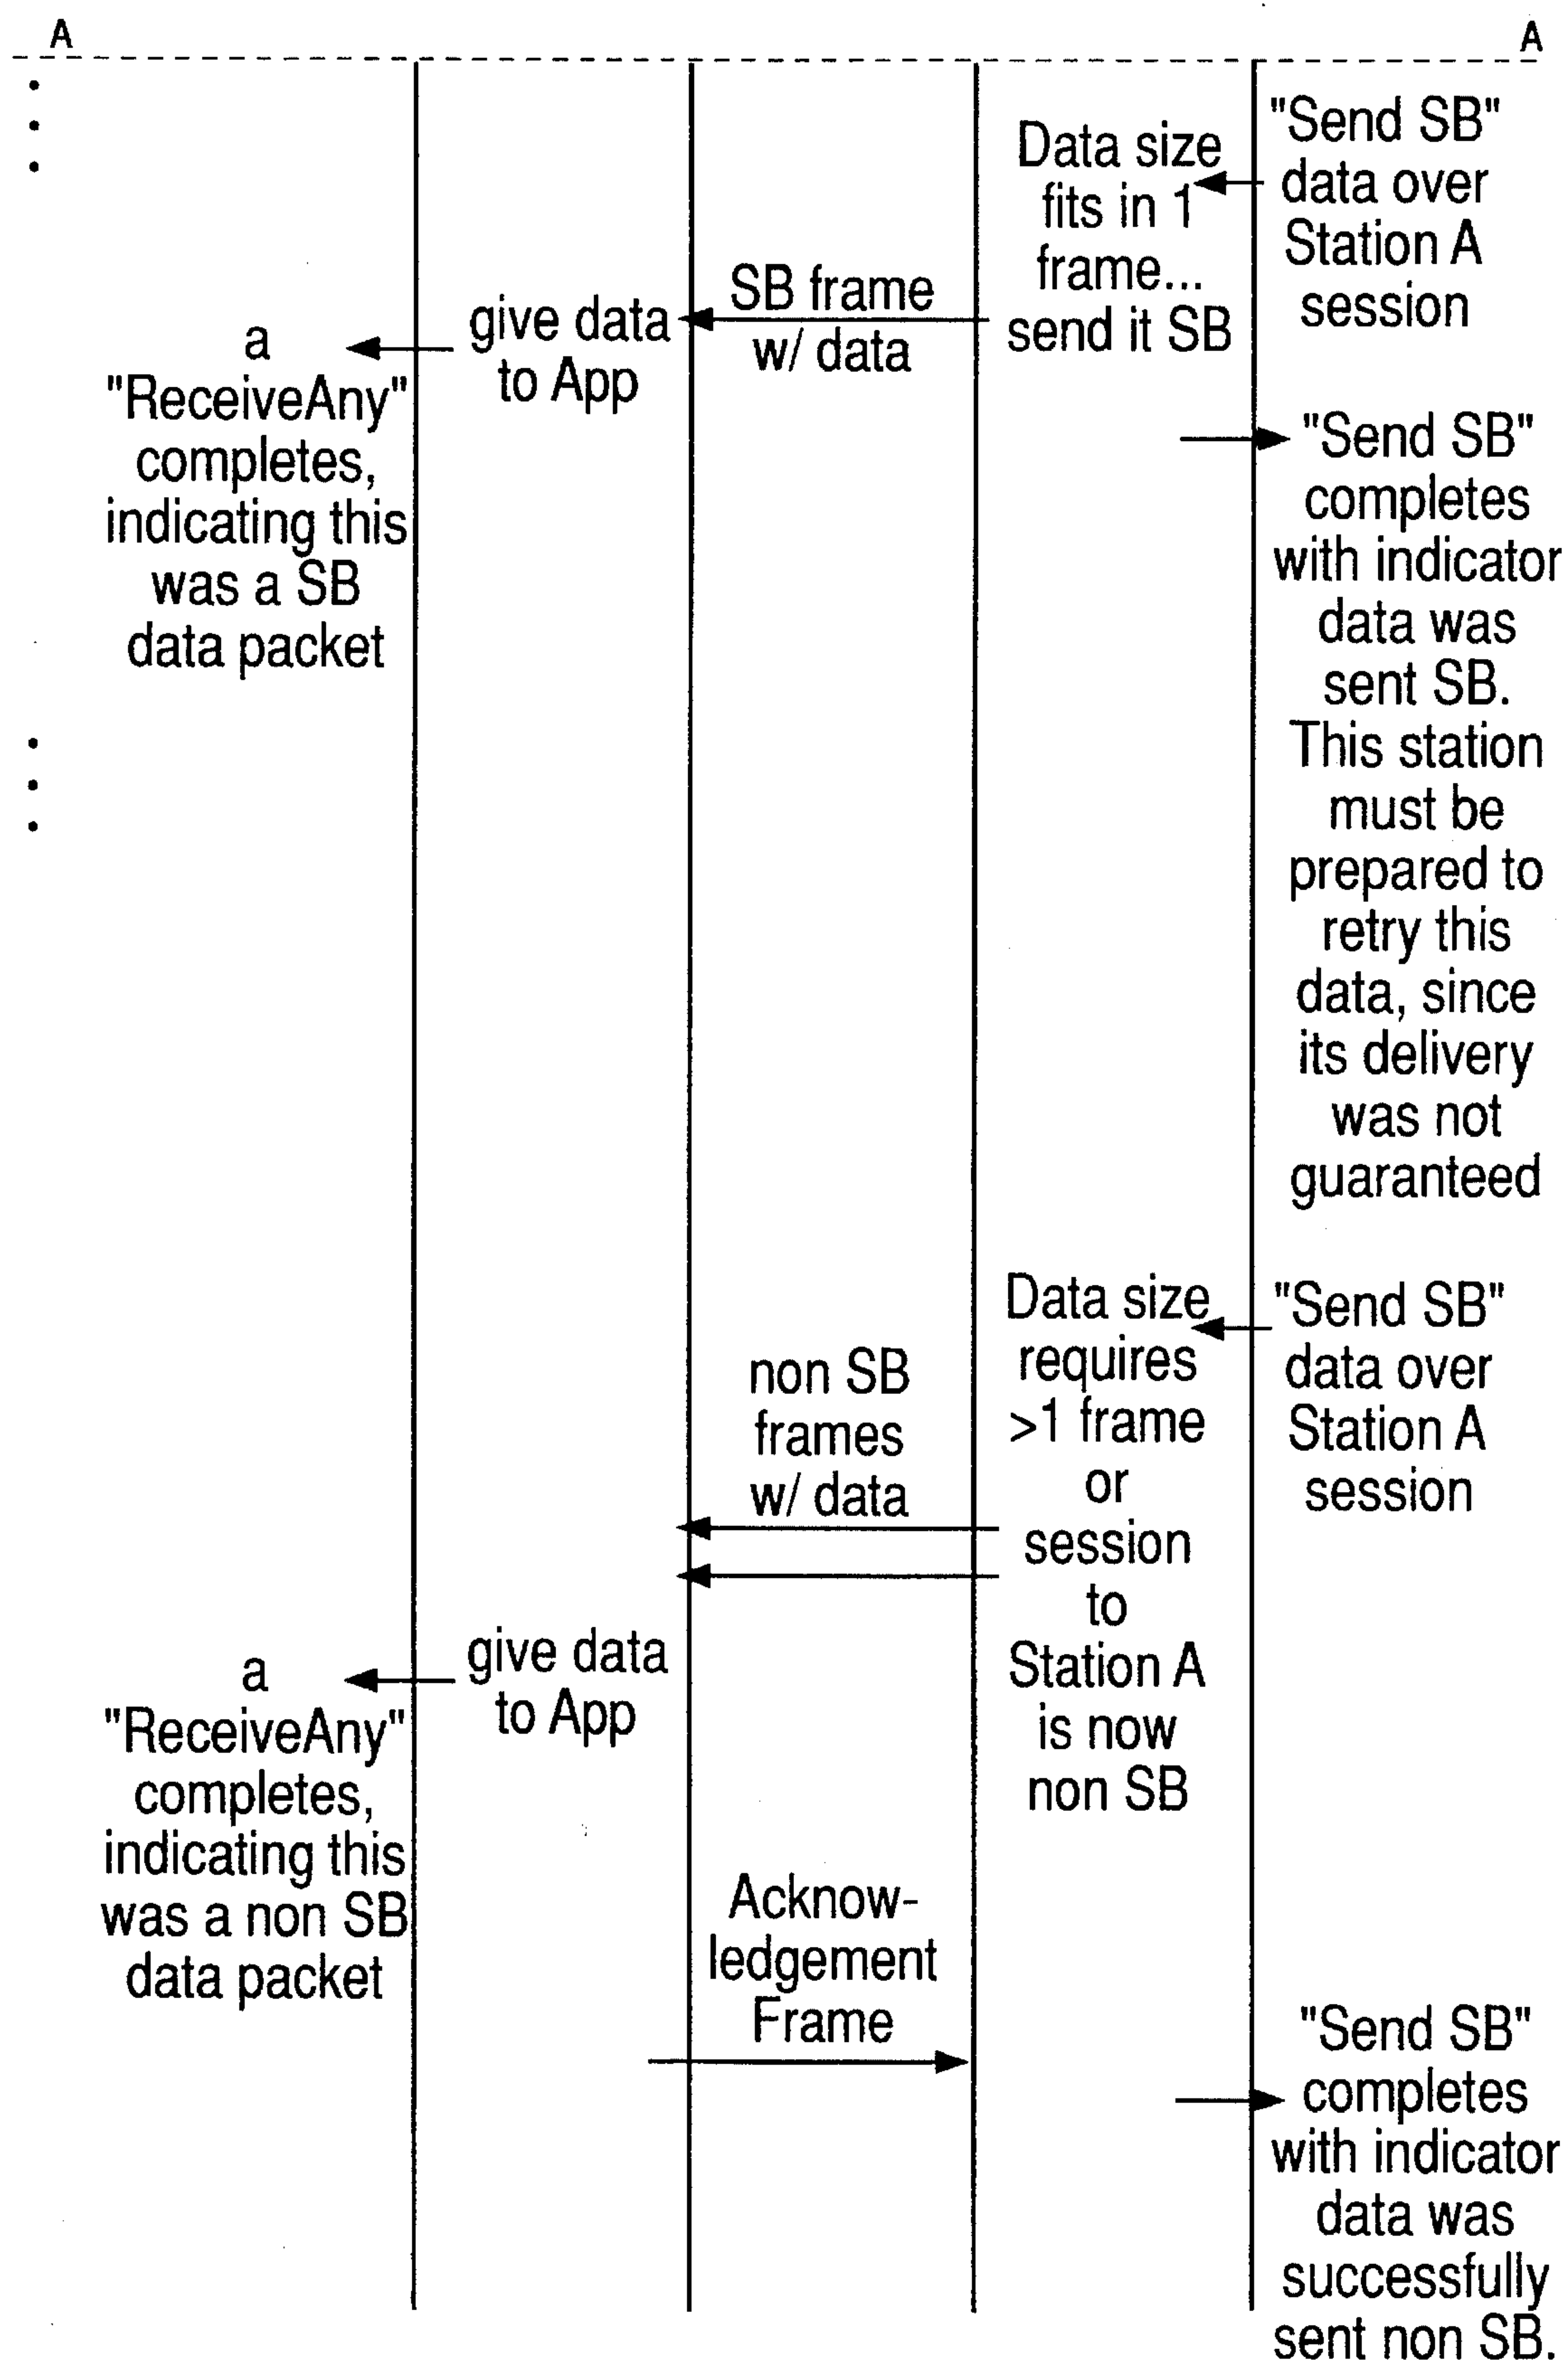 A
A
"Send SB"
data over
Station A
session
Data size
fits in 1
frame...
send it SB
SB frame
w/ data
give data
to App
a
"ReceiveAny"
completes,
indicating this
was a SB
data packet
"Send SB"
completes
with indicator
data was
sent SB.
This station
must be
prepared to
retry this
data, since
its delivery
was not
guaranteed
"Send SB"
data over
Station A
session
Data size
requires
>1 frame
or
session
to
Station A
is now
non SB
non SB
frames
w/ data
give data
to App
a
"ReceiveAny"
completes,
indicating this
was a non SB
data packet
Acknow-
ledgement
Frame
"Send SB"
completes
with indicator
data was
successfully
sent non SB.